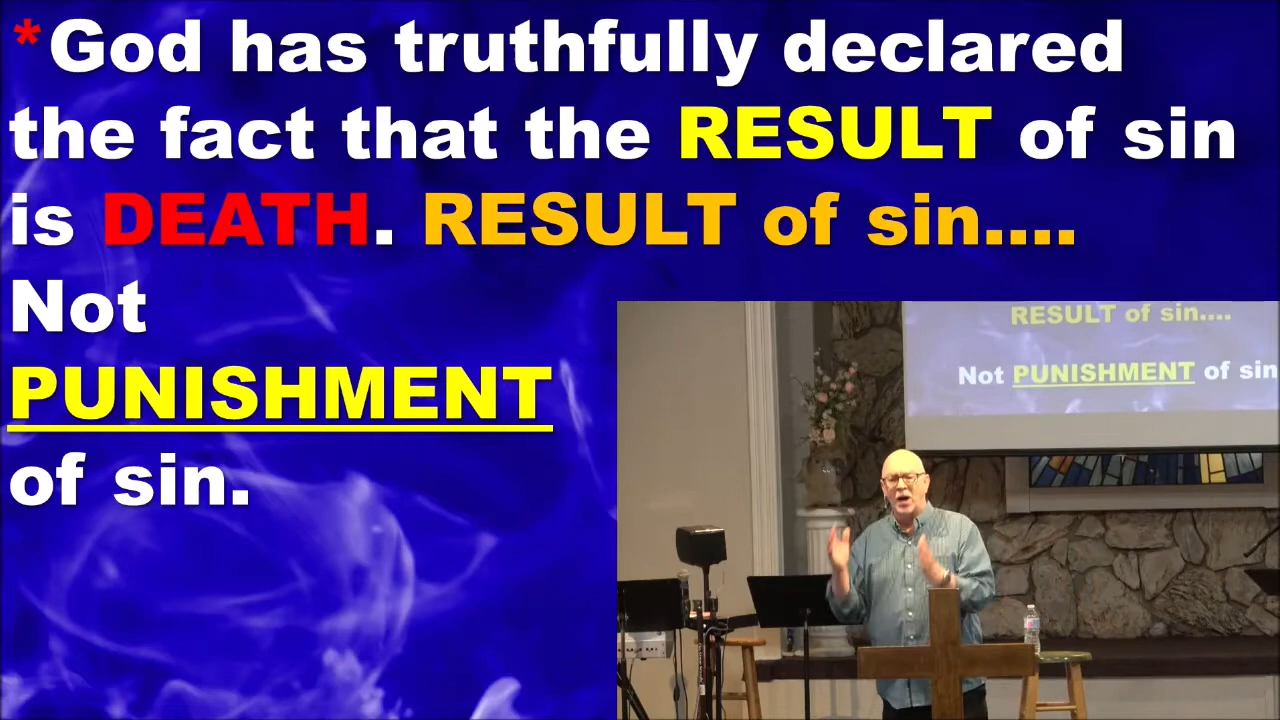 *God has truthfully declared
the fact that the RESULT of sin
is DEATH. RESULT of sin....
Not
PUNISHMENT
of sin.
RESULT of sin....
Not PUNISHMENT of sin